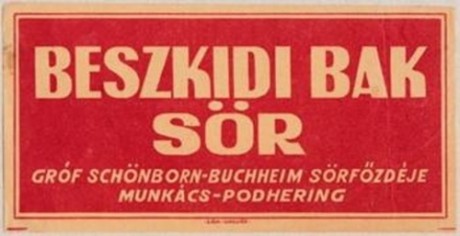 BESZKIDI BAK
SÖR
GRÓF SCHÖNBORN-BUCHHEIM SÖRFŐZDÉJE
MUNKÁCS-PODHERING